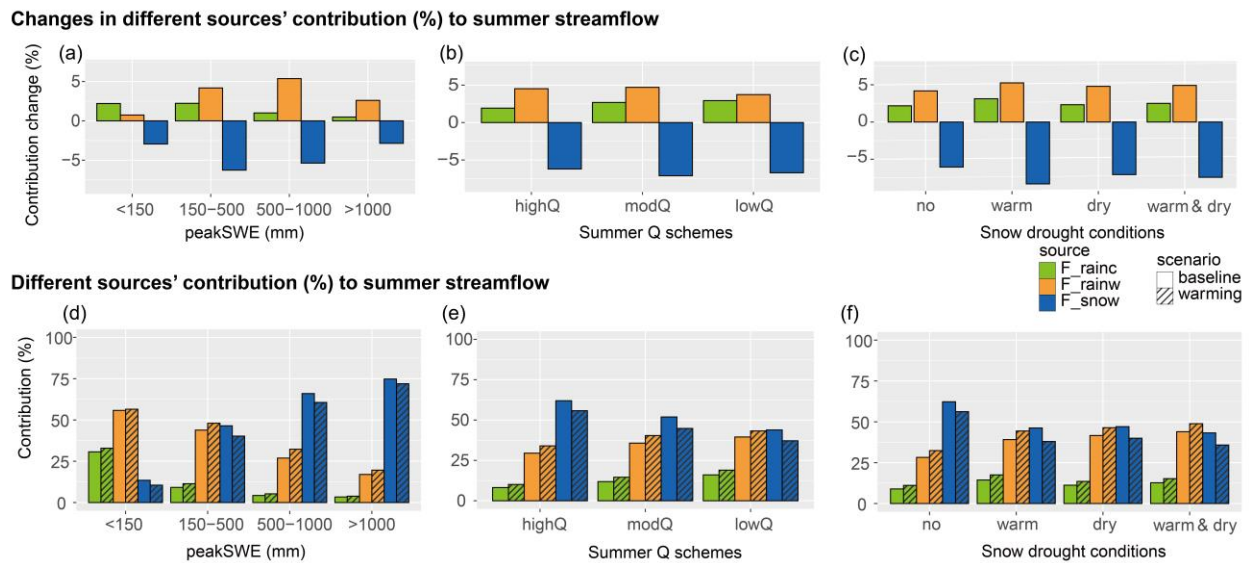 Changes in different sources’ contribution (%) to summer streamflow
(a)
(b)
(c)
Contribution change (%)
5
0
−5
<150
150−500
500−1000
>1000
peakSWE (mm)
5
0
−5
highQ
modQ
lowQ
Summer Q schemes
5
0
−5
no
warm
dry
warm & dry
Snow drought conditions
source
F_rainc
F_rainw
F_snow
scenario
baseline
warming
Different sources’ contribution (%) to summer streamflow
(d)
(e)
(f)
Contribution (%)
100
75
50
25
0
<150
150−500
500−1000
>1000
peakSWE (mm)
100
75
50
25
0
highQ
modQ
lowQ
Summer Q schemes
100
75
50
25
0
no
warm
dry
warm & dry
Snow drought conditions